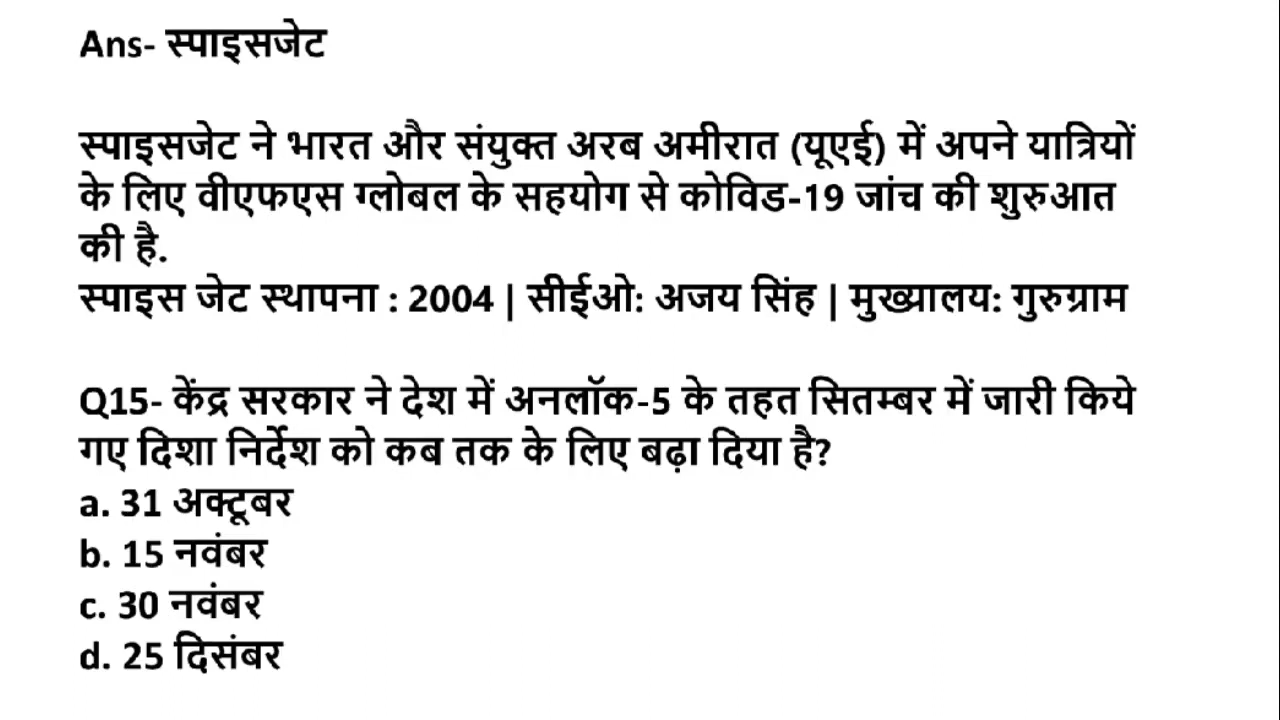 Ans- स्पाइसजेट
स्पाइसजेट ने भारत और संयुक्त अरब अमीरात (यूएई) में अपने यात्रियों
के लिए वीएफएस ग्लोबल के सहयोग से कोविड-19 जांच की शुरुआत
की है.
स्पाइस जेट स्थापना : 2004 | सीईओ: अजय सिंह | मुख्यालय: गुरुग्राम
Q15- केंद्र सरकार ने देश में अनलॉक-5 के तहत सितम्बर में जारी किये
गए दिशा निर्देश को कब तक के लिए बढ़ा दिया है?
a. 31 अक्टूबर
b. 15 नवंबर
c. 30 नवंबर
d. 25 दिसंबर